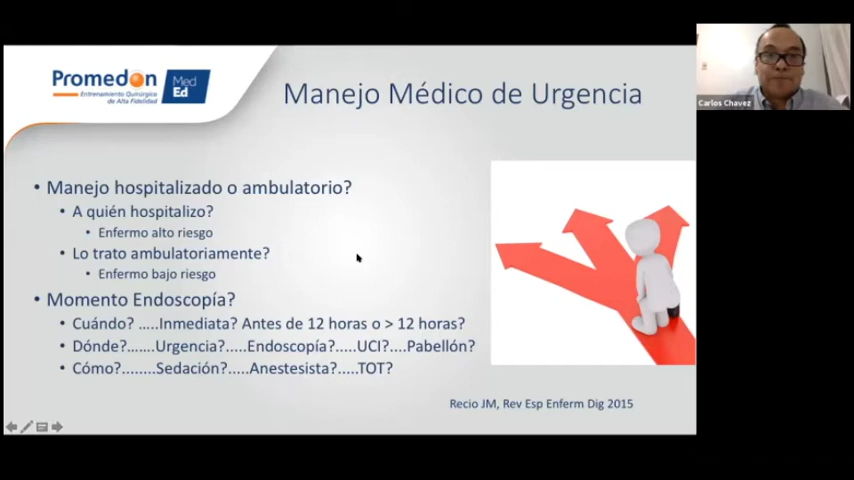 Promedon
Entrenamiento Quirúrgico
de Alta Fidelidad
Med
Ed
Manejo Médico de Urgencia
Carlos Chavez
• Manejo hospitalizado o ambulatorio?
• A quién hospitalizo?
• Enfermo alto riesgo
• Lo trato ambulatoriamente?
• Enfermo bajo riesgo
• Momento Endoscopía?
• Cuándo? .....Inmediata? Antes de 12 horas o > 12 horas?
• Dónde?.......Urgencia?.....Endoscopía?.....UCI?....Pabellón?
• Cómo?........Sedación?.....Anestesista?.....TOT?
Recio JM, Rev Esp Enferm Dig 2015